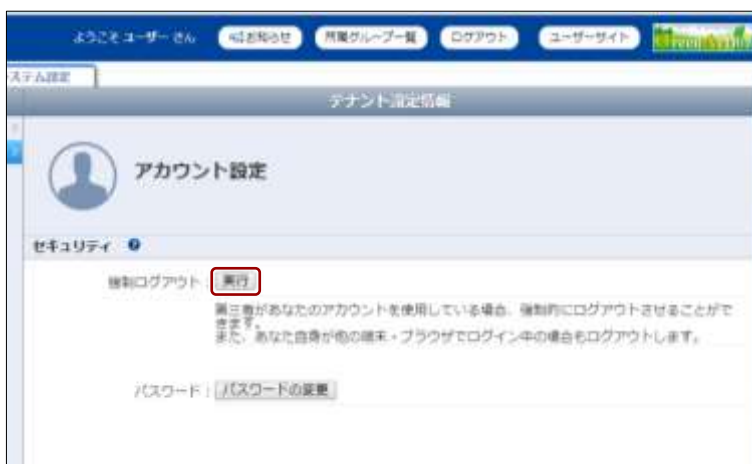 ようこそ ユーザー さん お知らせ 所属グループ一覧 ログアウト ユーザーサイト
ステム設定
テナント設定情報
アカウント設定
セキュリティ ?
強制ログアウト : 実行
第三者があなたのアカウントを使用している場合、強制的にログアウトさせることがで
きます。
また、あなた自身が他の端末・ブラウザでログイン中の場合もログアウトします。
パスワード : パスワードの変更